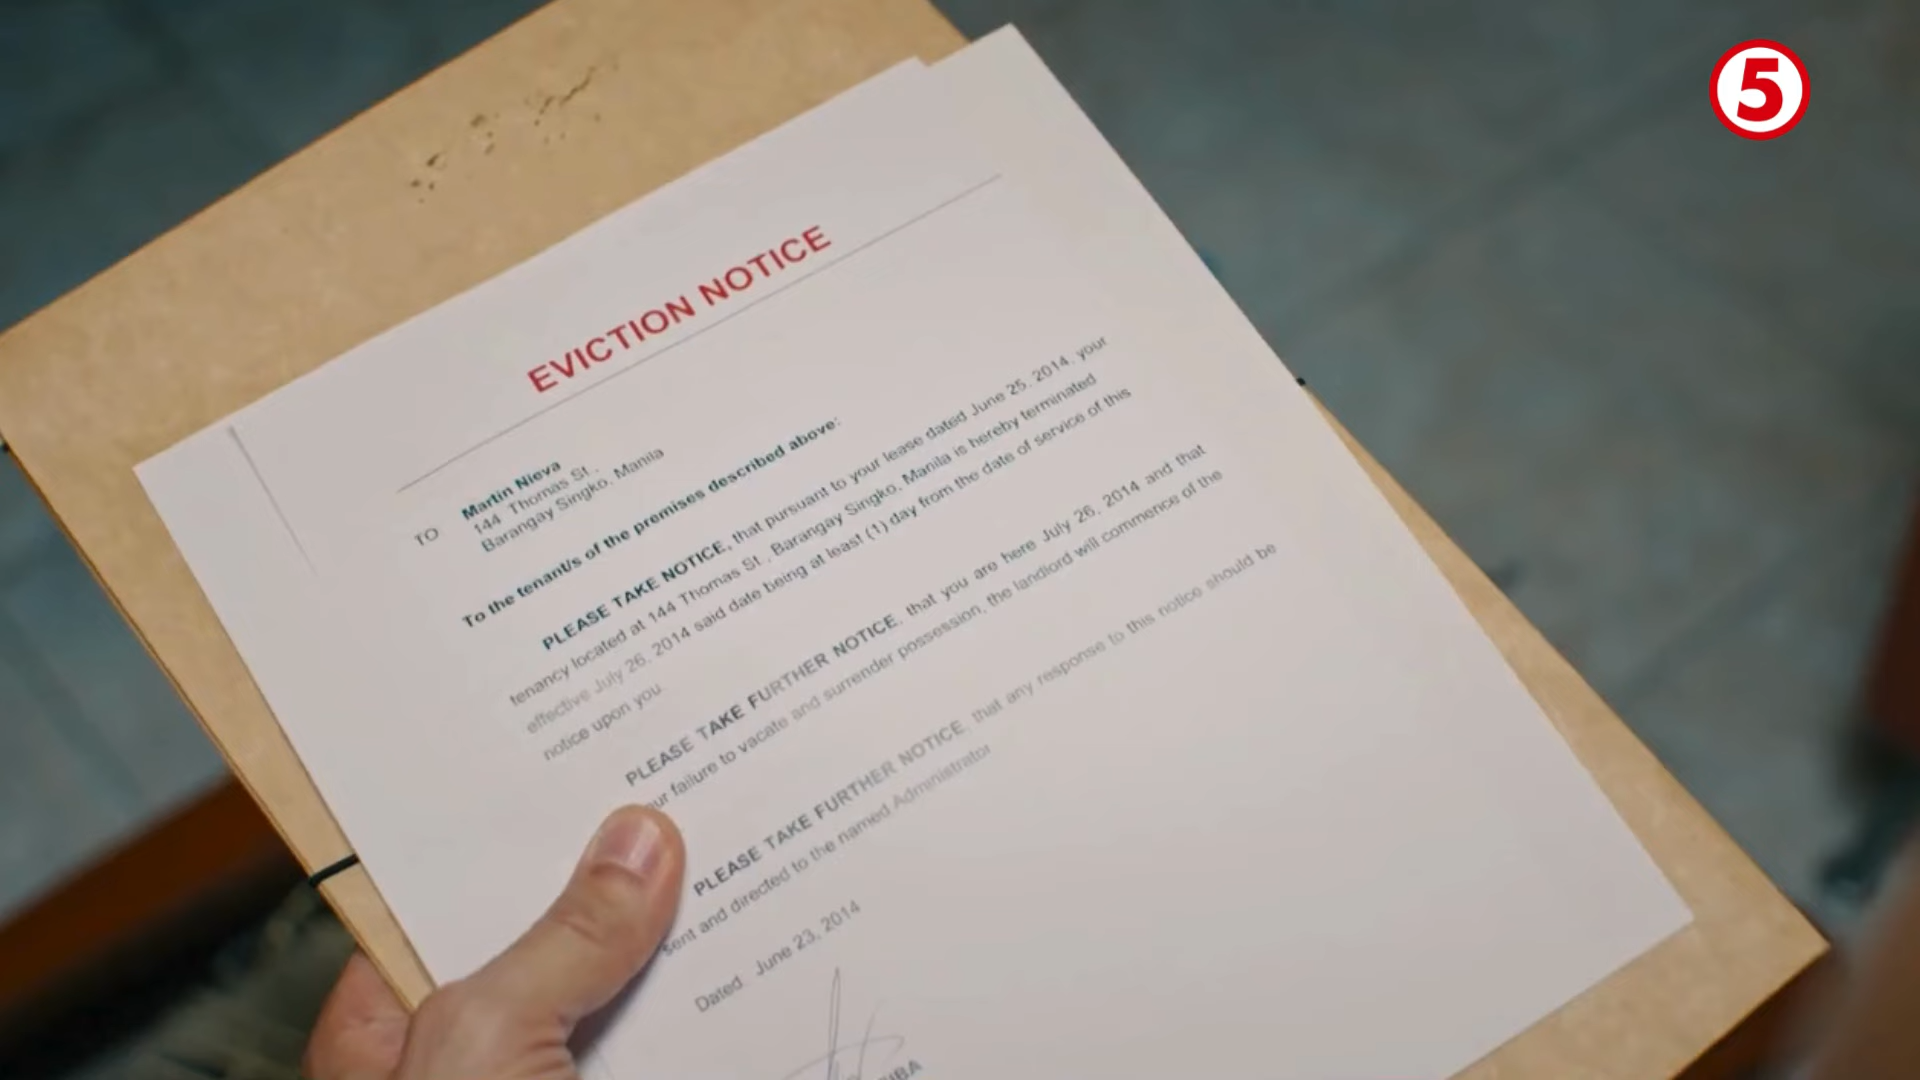 5
EVICTION NOTICE
TO Martin Nieva
144 Thomas St.,
Barangay Singko, Manila
To the tenant/s of the premises described above:
PLEASE TAKE NOTICE, that pursuant to your lease dated June 25, 2014, your
tenancy located at 144 Thomas St., Barangay Singko, Manila is hereby terminated
effective July 26, 2014 said date being at least (1) day from the date of service of this
notice upon you.
PLEASE TAKE FURTHER NOTICE, that you are here July 26, 2014 and that
failure to vacate and surrender possession, the landlord will commence of the
PLEASE TAKE FURTHER NOTICE, that any response to this notice should be
sent and directed to the named Administrator
Dated: June 23, 2014